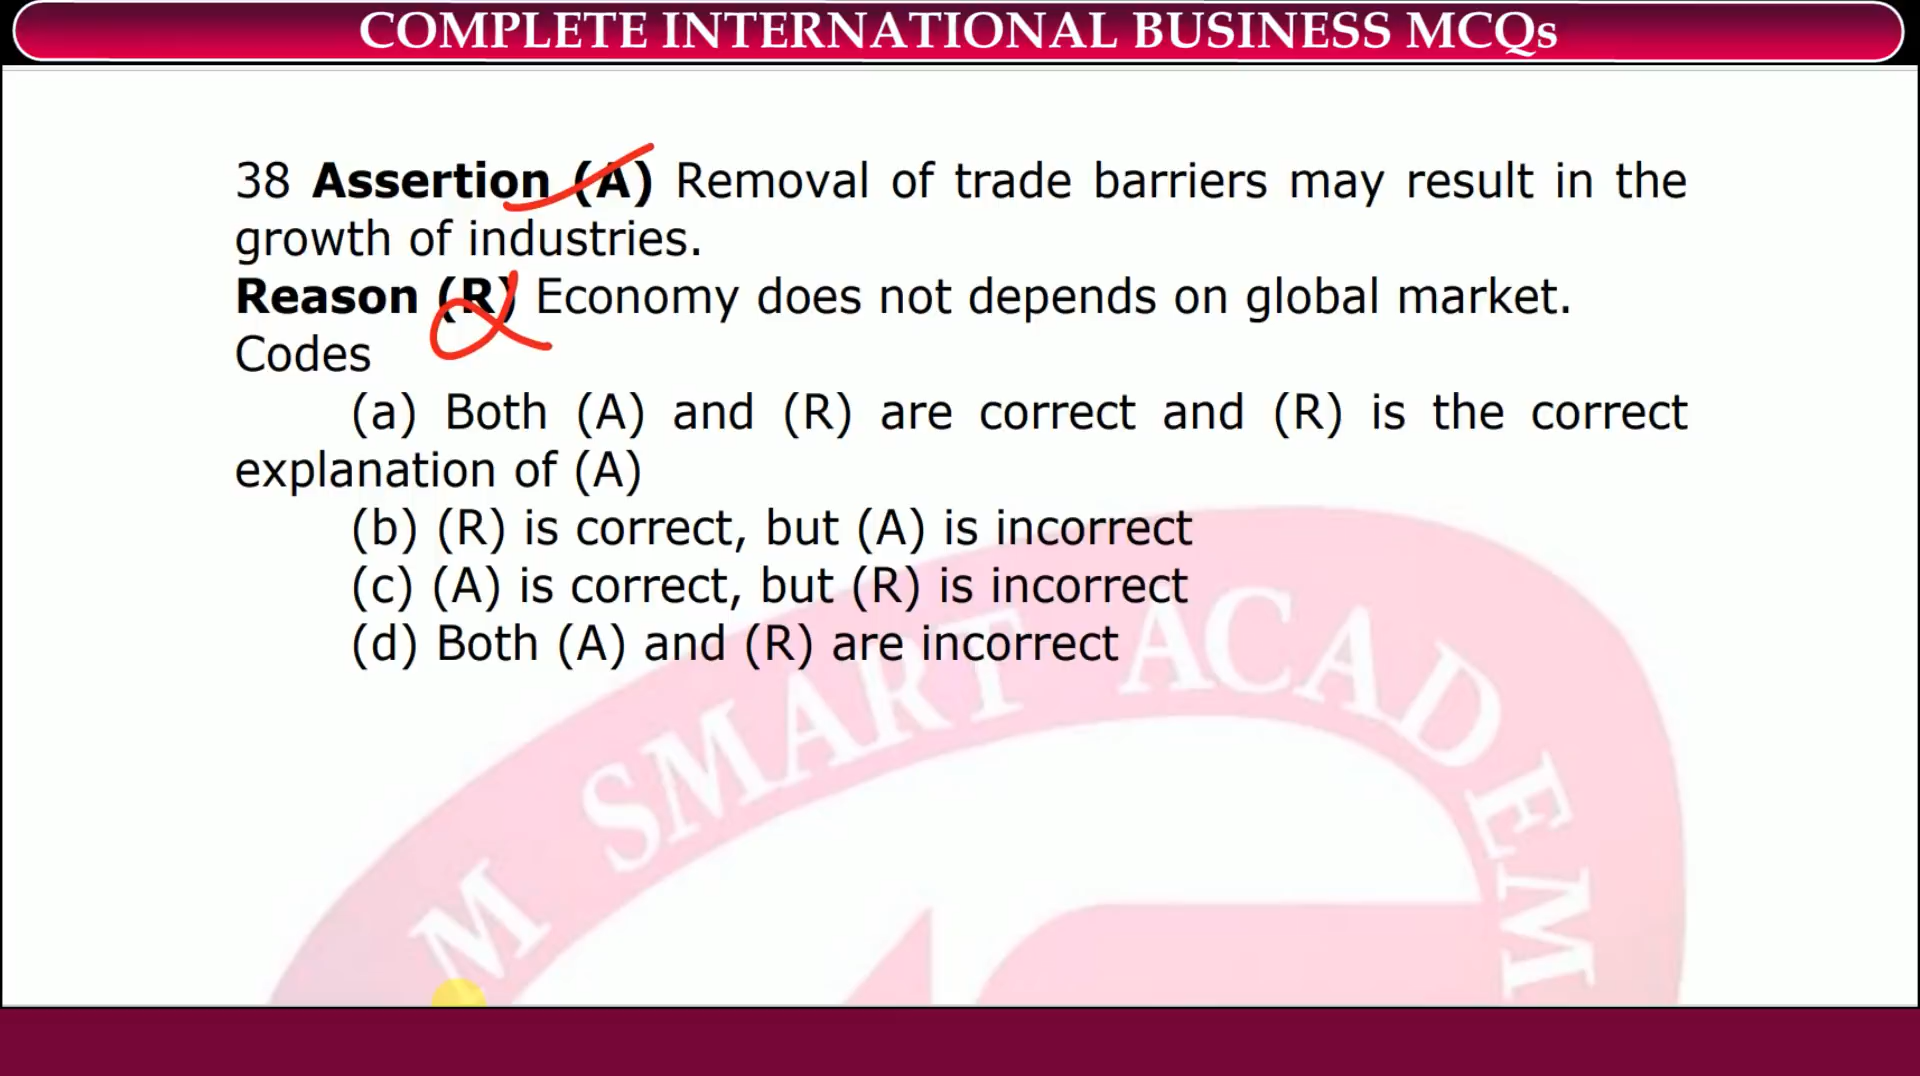 COMPLETE INTERNATIONAL BUSINESS MCQs
38 Assertion (A) Removal of trade barriers may result in the
growth of industries.
Reason (R) Economy does not depends on global market.
Codes
(a) Both (A) and (R) are correct and (R) is the correct
explanation of (A)
(b) (R) is correct, but (A) is incorrect
(c) (A) is correct, but (R) is incorrect
(d) Both (A) and (R) are incorrect
M SMART ACADEM